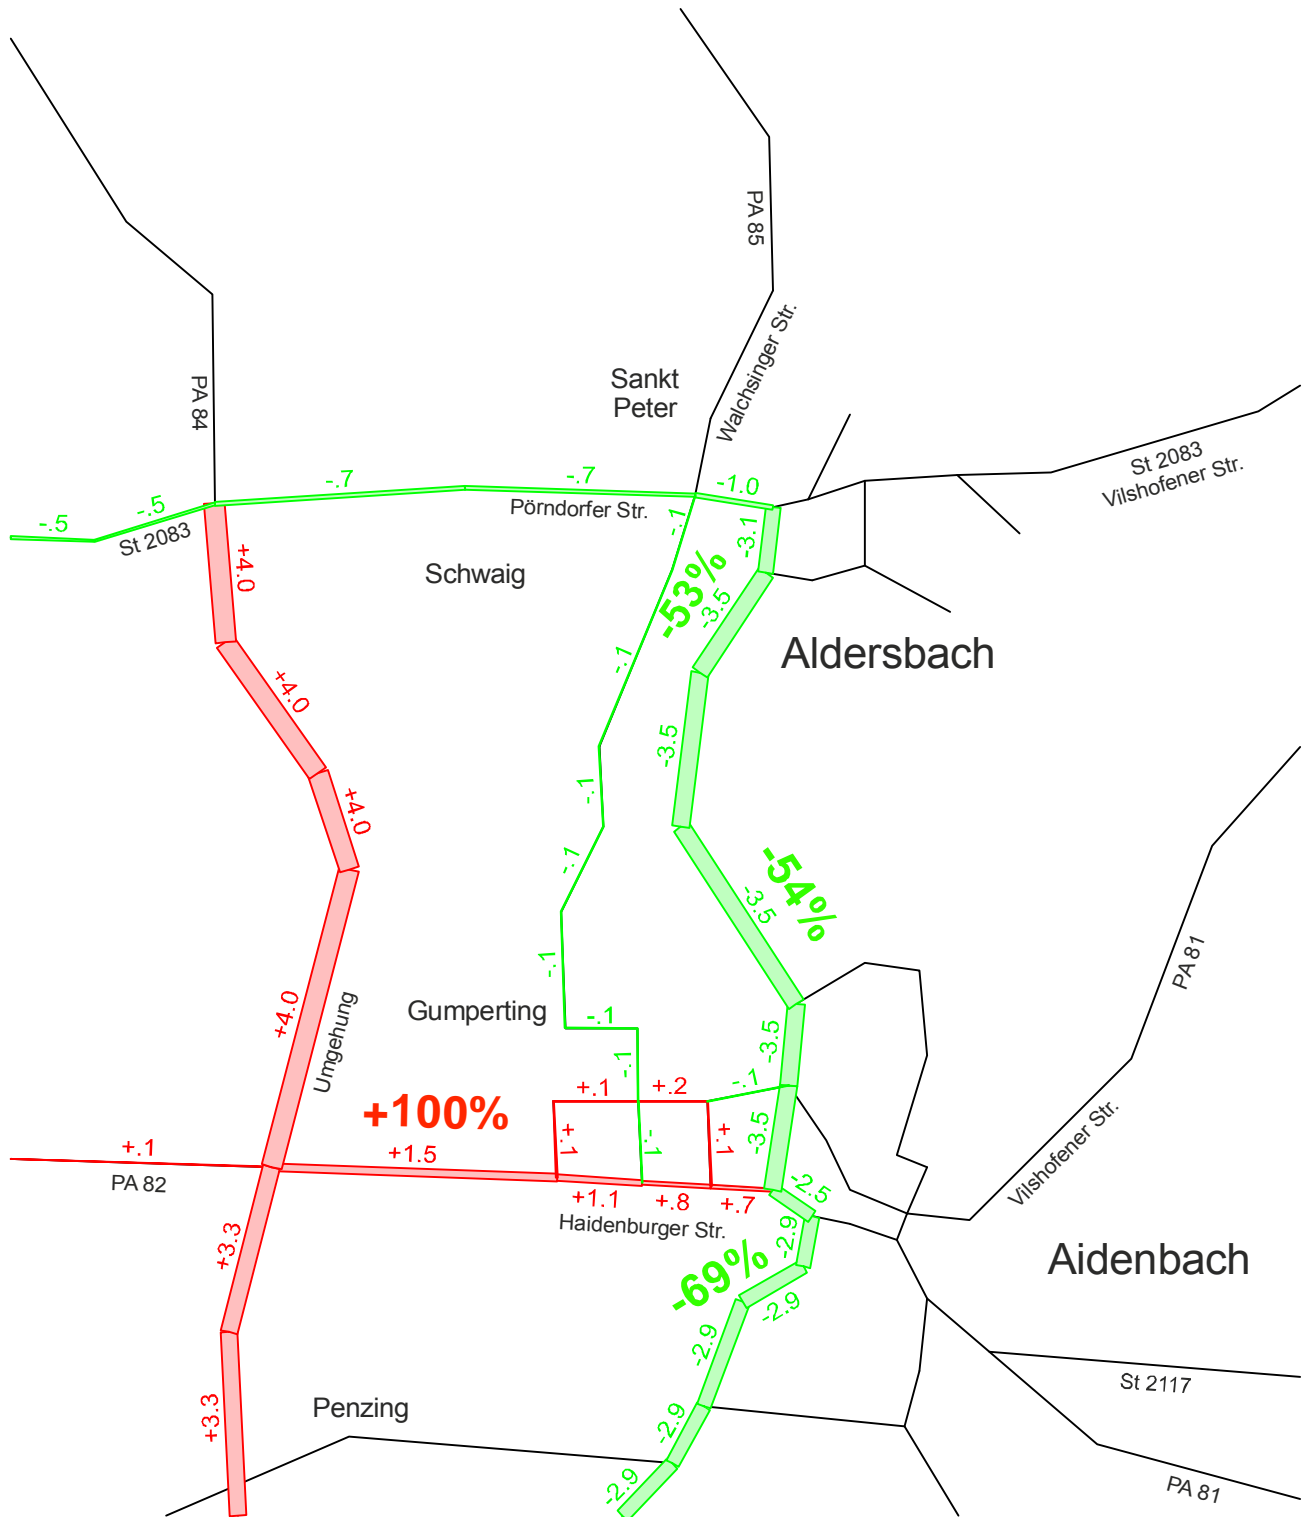 PA 85
Walchsinger Str.
Sankt
Peter
PA 84
St 2083
Vilshofener Str.
-.5
-.5
-.7
-.7
-1.0
St 2083
Pörndorfer Str.
-.1
-3.1
+4.0
Schwaig
-53%
-3.5
Aldersbach
-.1
+4.0
-3.5
-.1
+4.0
-.1
-54%
-3.5
-.1
PA 81
+4.0
Umgehung
Gumperting
-.1
-3.5
-.1
+.1
+.2
-.1
+100%
+.1
-.1
+.1
-3.5
+.1
+1.5
PA 82
+1.1
+.8
+.7
-2.5
Vilshofener Str.
Haidenburger Str.
-2.9
+3.3
-69%
Aidenbach
-2.9
-2.9
St 2117
+3.3
Penzing
-2.9
-2.9
PA 81